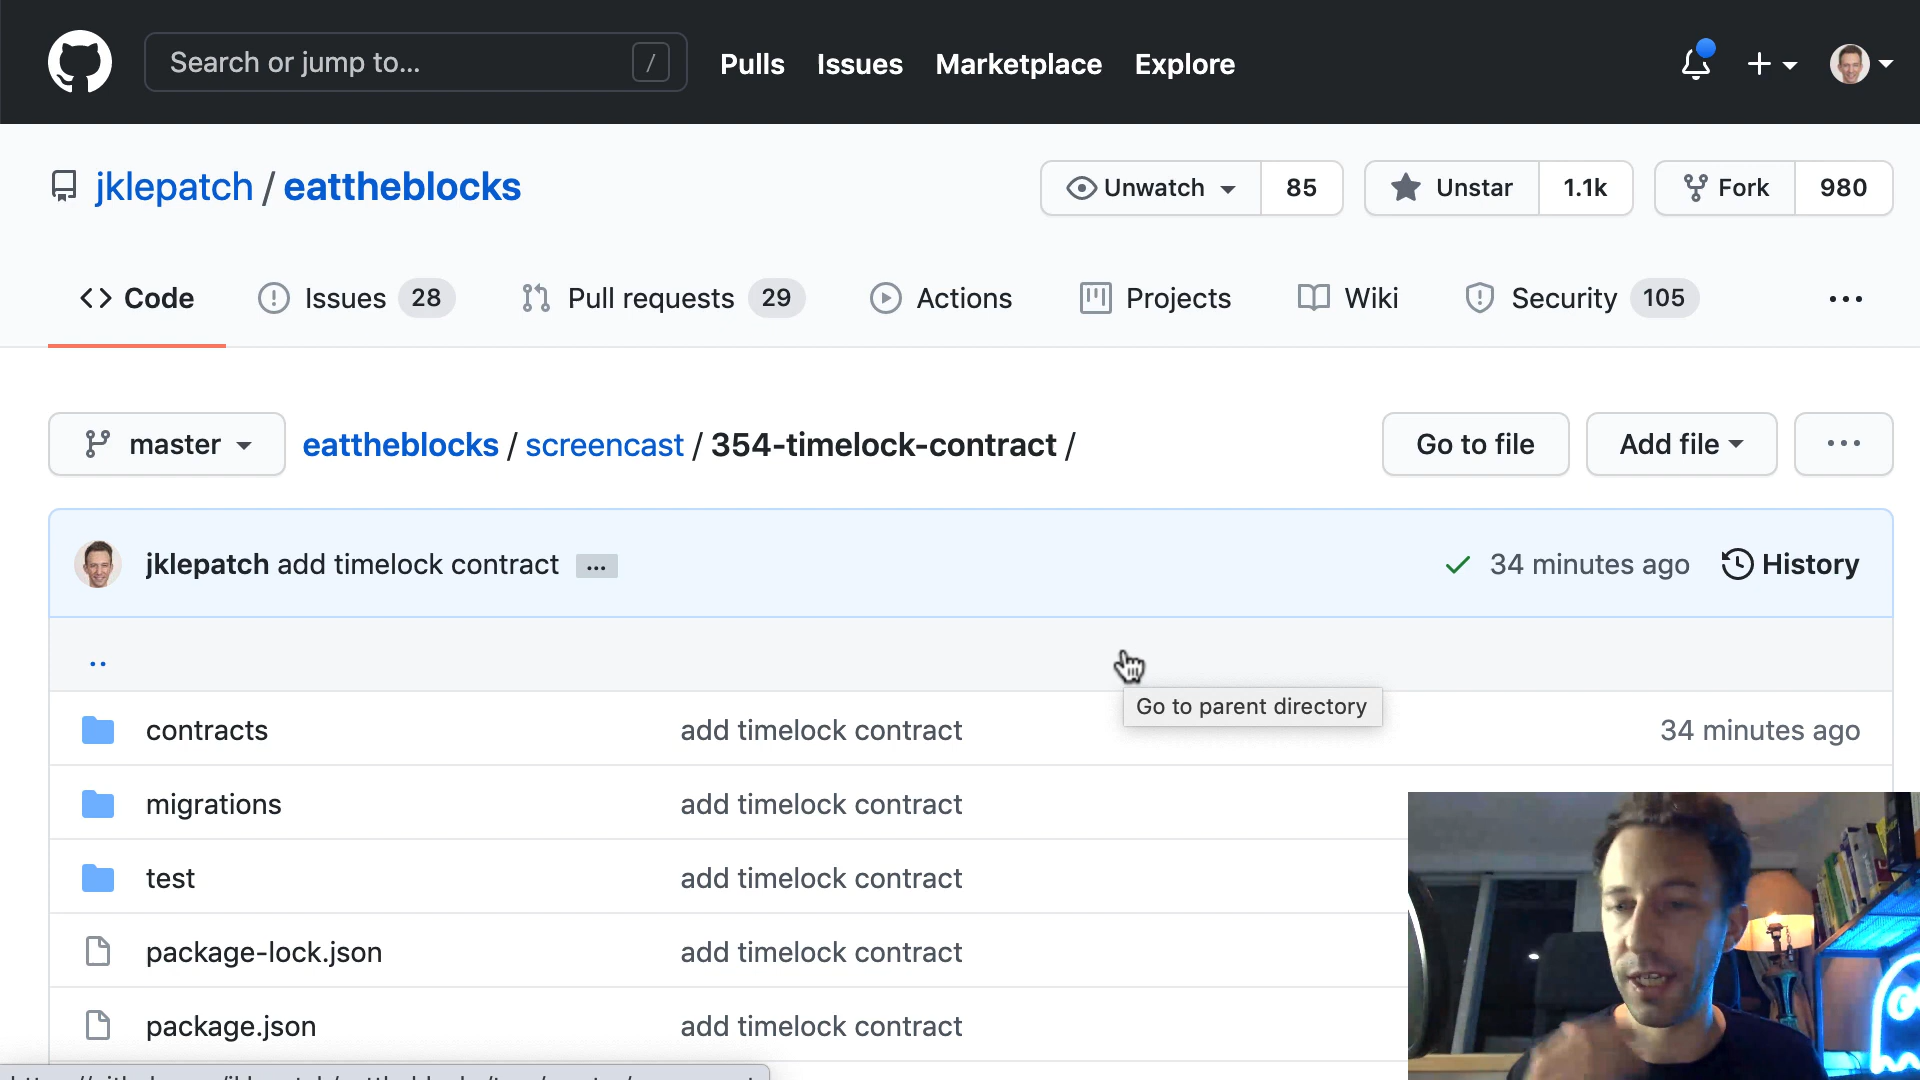 Search or jump to... /
Pulls Issues Marketplace Explore
jklepatch / eattheblocks
Unwatch 85 Unstar 1.1k Fork 980
Code Issues 28 Pull requests 29 Actions Projects Wiki Security 105 ...
master eattheblocks / screencast / 354-timelock-contract / Go to file Add file ...
jklepatch add timelock contract ... 34 minutes ago History
..
Go to parent directory
contracts add timelock contract 34 minutes ago
migrations add timelock contract
test add timelock contract
package-lock.json add timelock contract
package.json add timelock contract